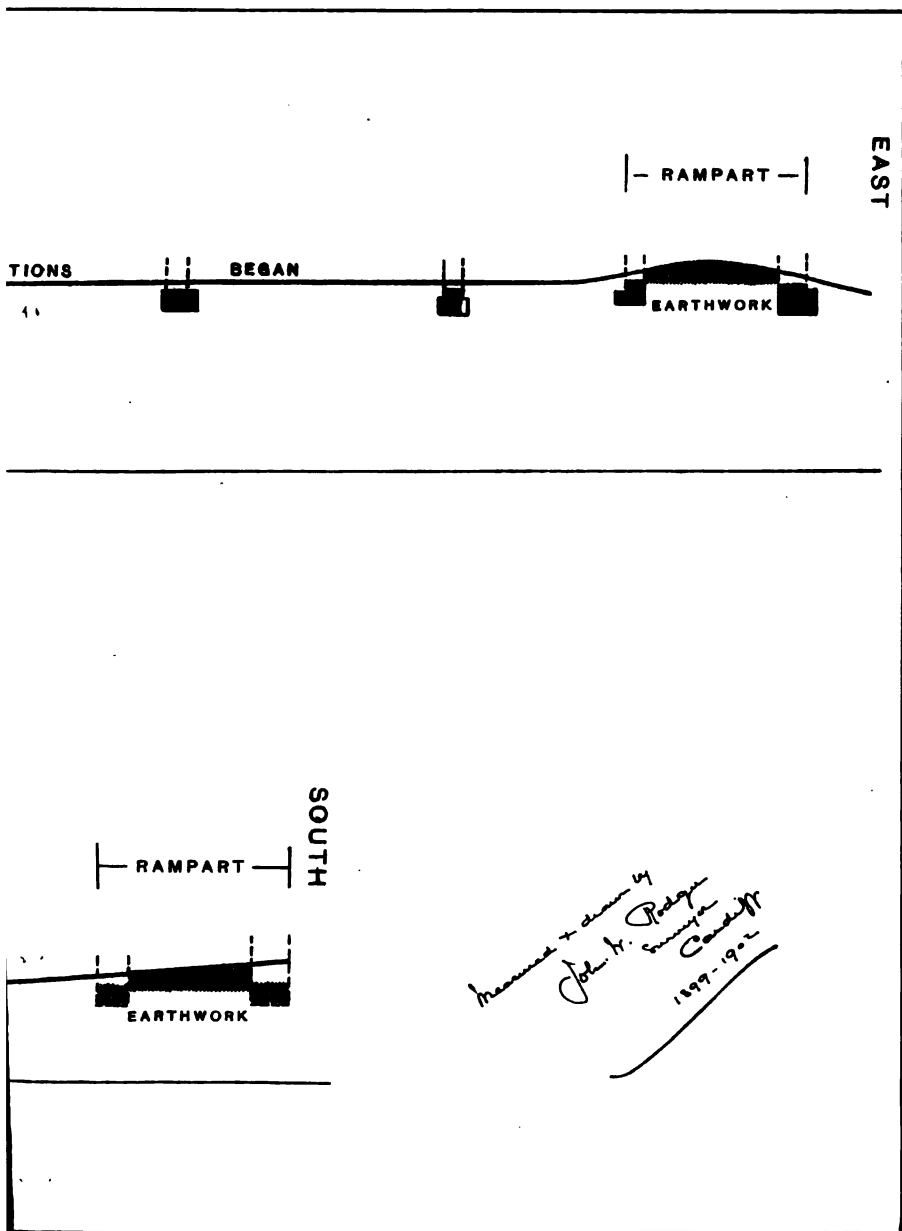 EAST
RAMPART
TIONS BEGAN
EARTHWORK
SOUTH
RAMPART
EARTHWORK
Measured & drawn by
John W. Rodger
Surveyor
Cardiff
1899-1902